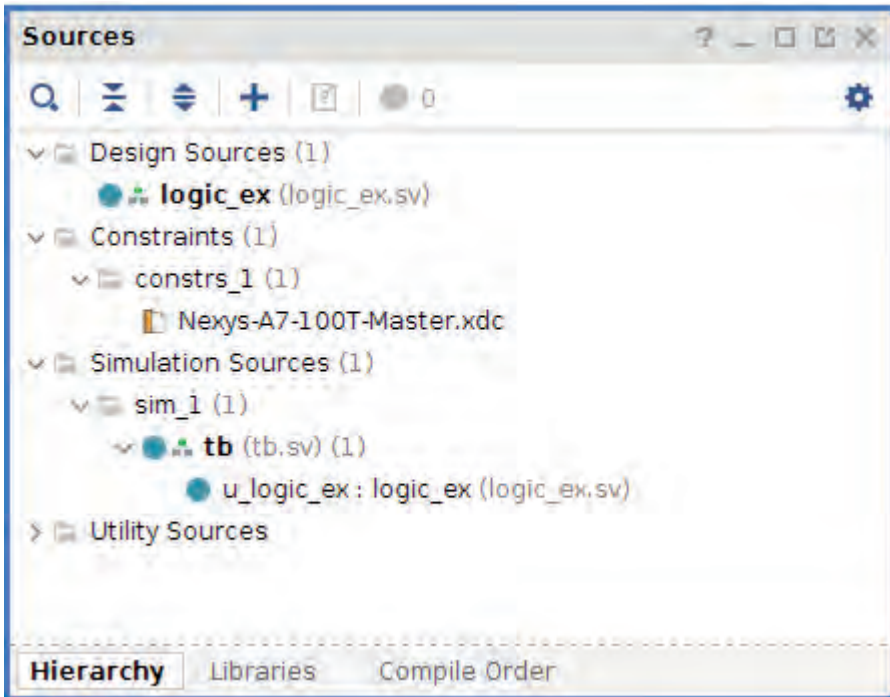 Sources
0
Design Sources (1)
logic_ex (logic_ex.sv)
Constraints (1)
constrs_1 (1)
Nexys-A7-100T-Master.xdc
Simulation Sources (1)
sim_1 (1)
tb (tb.sv) (1)
u_logic_ex : logic_ex (logic_ex.sv)
Utility Sources
Hierarchy Libraries Compile Order